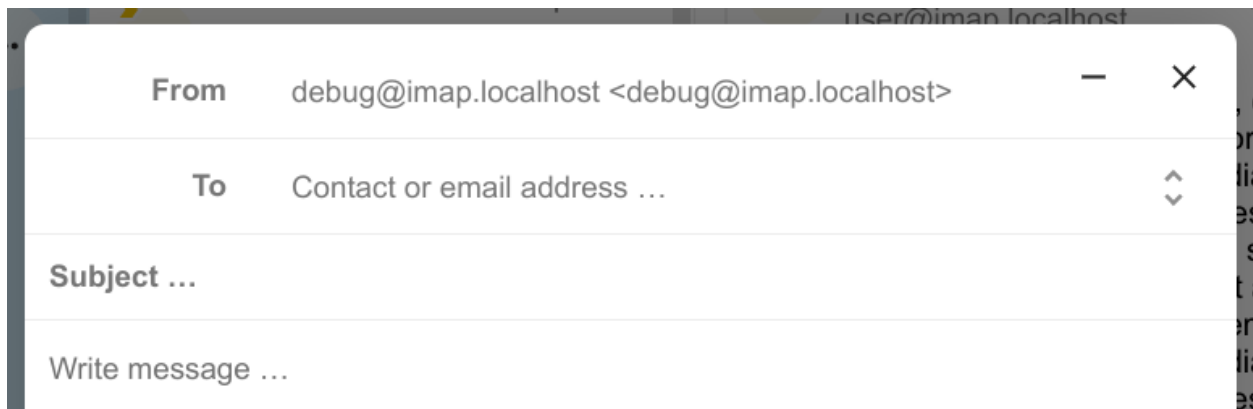 user@imap.localhost
From debug@imap.localhost <debug@imap.localhost>
To Contact or email address …
Subject …
Write message …